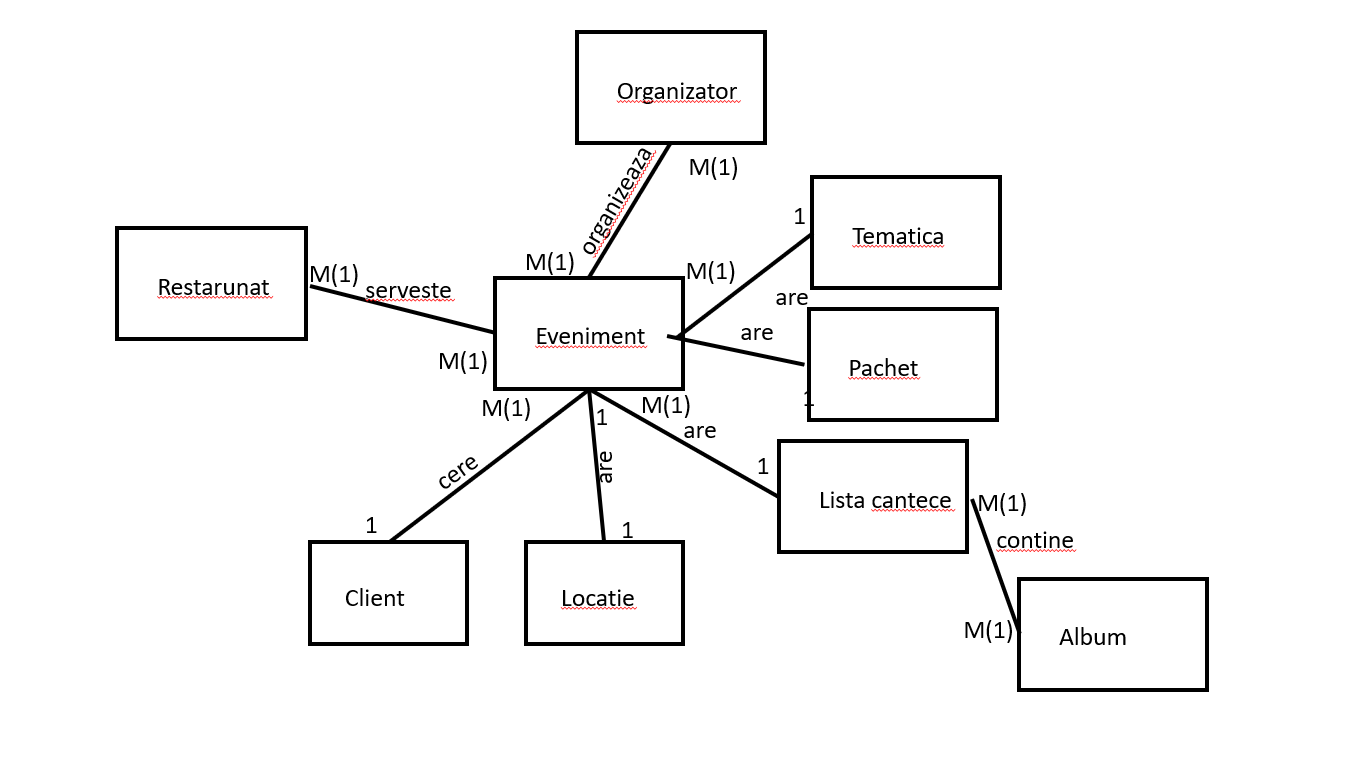 Organizator
organizeaza
M(1)
M(1)
Restarunat
M(1)
serveste
M(1)
Eveniment
M(1)
1
Tematica
are
are
Pachet
1
M(1)
cere
1
Client
1
are
1
Locatie
M(1)
are
1
Lista cantece
M(1)
contine
M(1)
Album